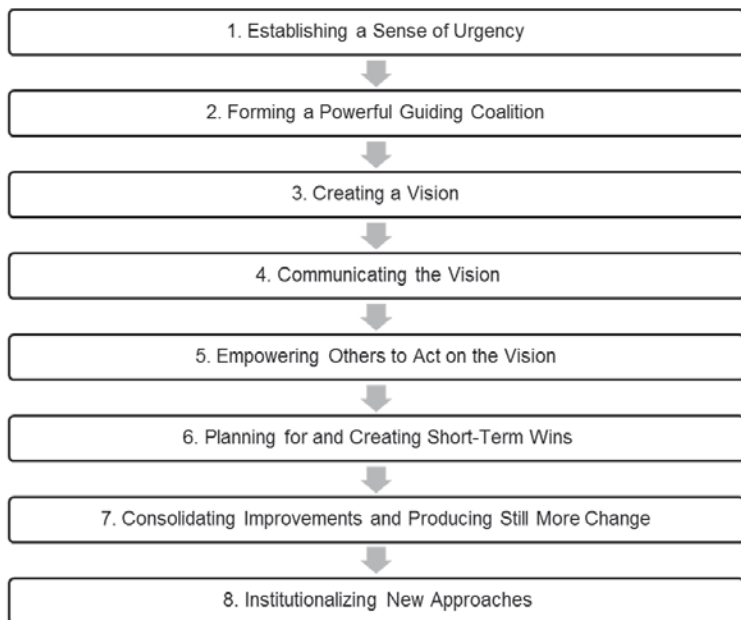 1. Establishing a Sense of Urgency
2. Forming a Powerful Guiding Coalition
3. Creating a Vision
4. Communicating the Vision
5. Empowering Others to Act on the Vision
6. Planning for and Creating Short-Term Wins
7. Consolidating Improvements and Producing Still More Change
8. Institutionalizing New Approaches